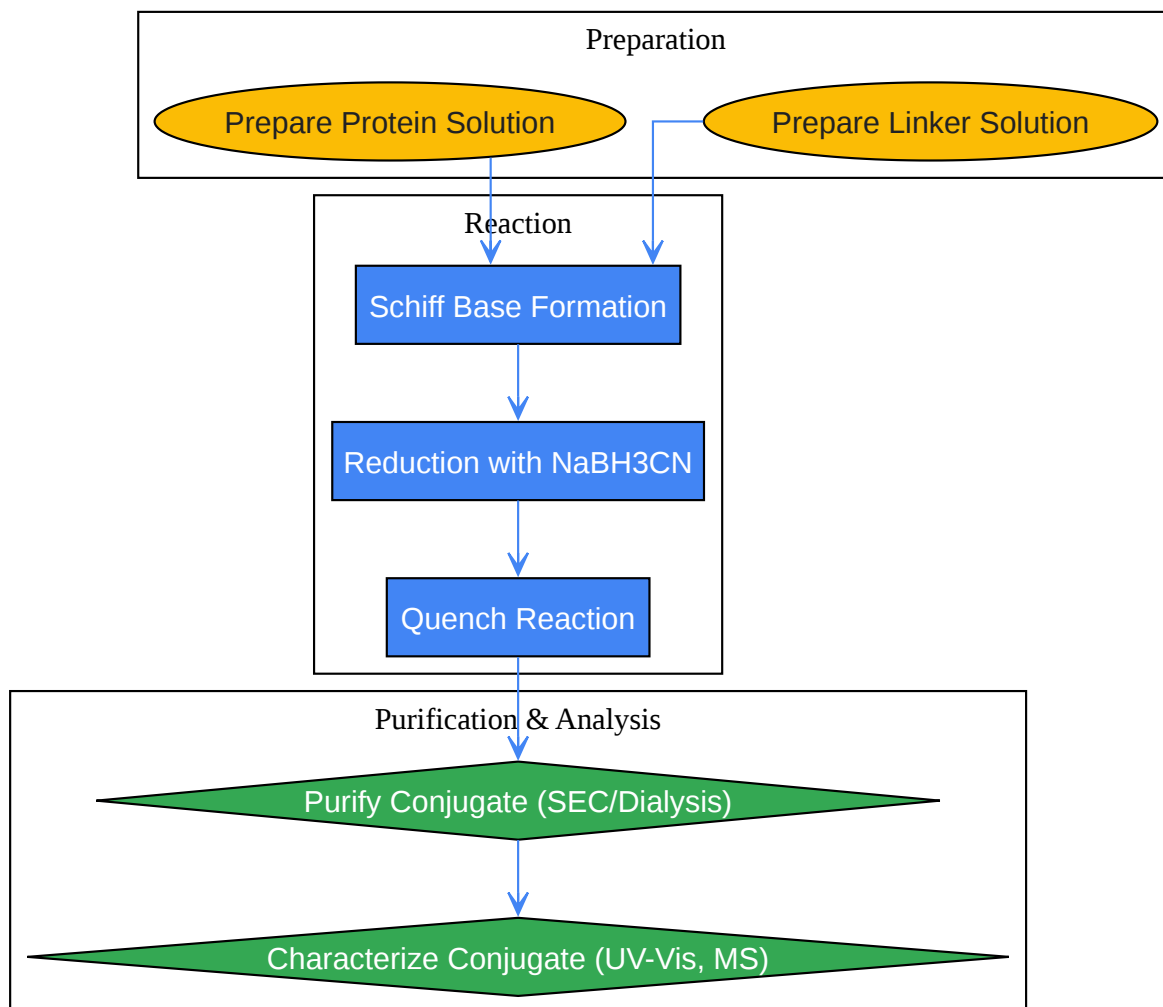 Preparation
Prepare Protein Solution
Prepare Linker Solution
Reaction
Schiff Base Formation
Reduction with NaBH3CN
Quench Reaction
Purification & Analysis
Purify Conjugate (SEC/Dialysis)
Characterize Conjugate (UV-Vis, MS)